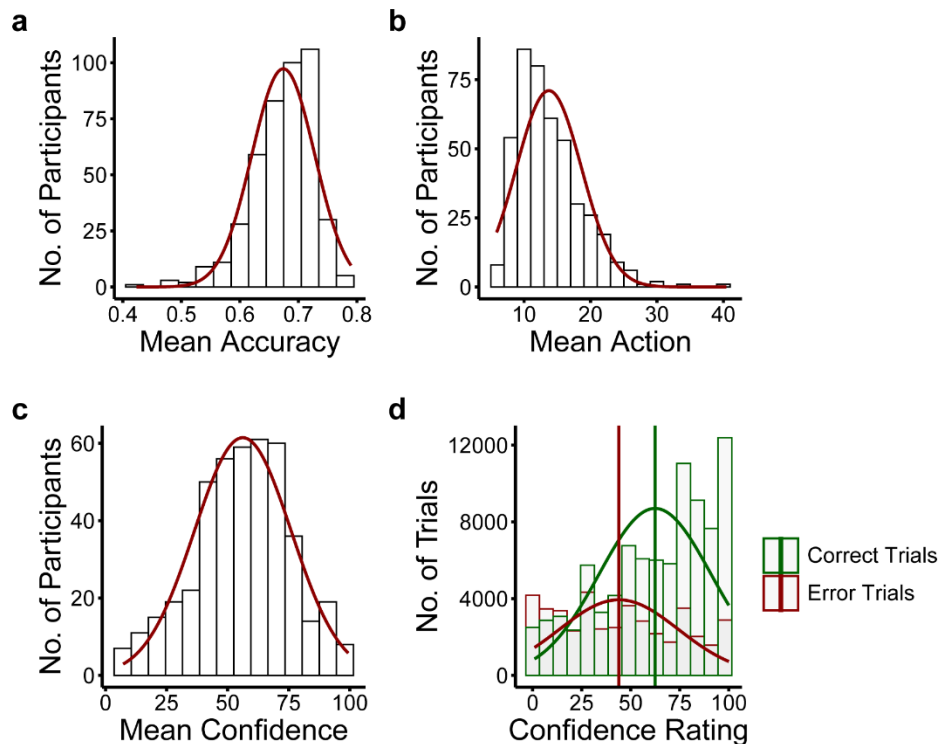 a
No. of Participants
100
75
50
25
0
0.4 0.5 0.6 0.7 0.8
Mean Accuracy
b
No. of Participants
75
50
25
0
10 20 30 40
Mean Action
c
No. of Participants
60
40
20
0
0 25 50 75 100
Mean Confidence
d
No. of Trials
12000
8000
4000
0
0 25 50 75 100
Confidence Rating
Correct Trials
Error Trials